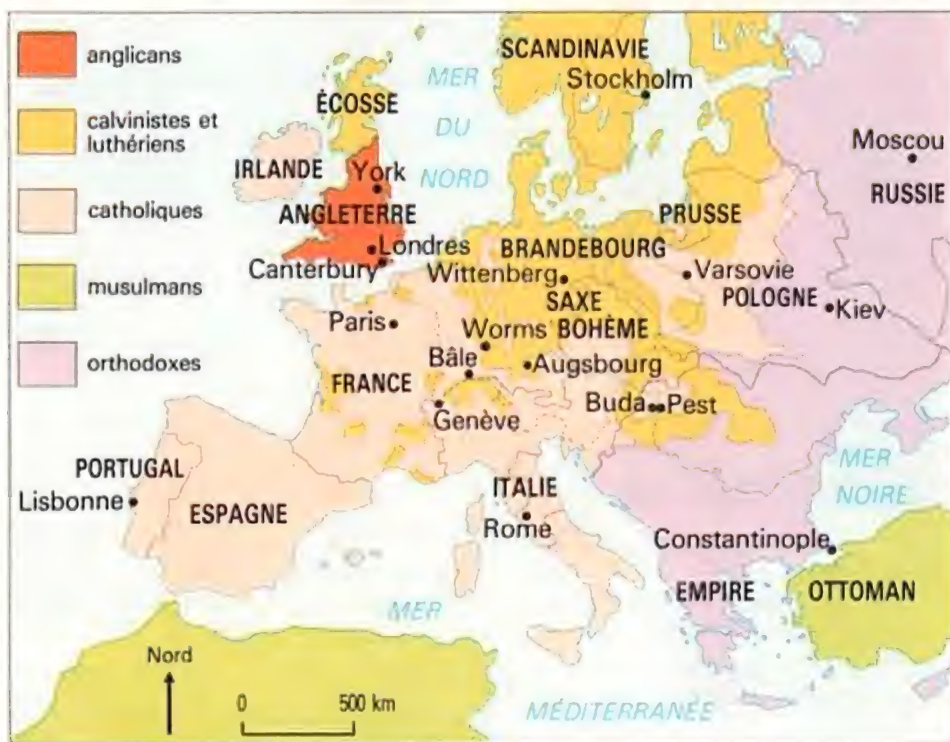 anglicans
calvinistes et
luthériens
catholiques
musulmans
orthodoxes
SCANDINAVIE
Stockholm
MER
DU
NORD
ÉCOSSE
IRLANDE
York
ANGLETERRE
Londres
Canterbury
Moscou
RUSSIE
PRUSSE
BRANDEBOURG
Wittenberg
Varsovie
SAXE
POLOGNE
Kiev
Paris
Worms
BOHÈME
Bâle
Augsbourg
FRANCE
Buda
Pest
Genève
MER
NOIRE
PORTUGAL
Lisbonne
ESPAGNE
ITALIE
Rome
Constantinople
EMPIRE
OTTOMAN
MER
MÉDITERRANÉE
Nord
0
500 km